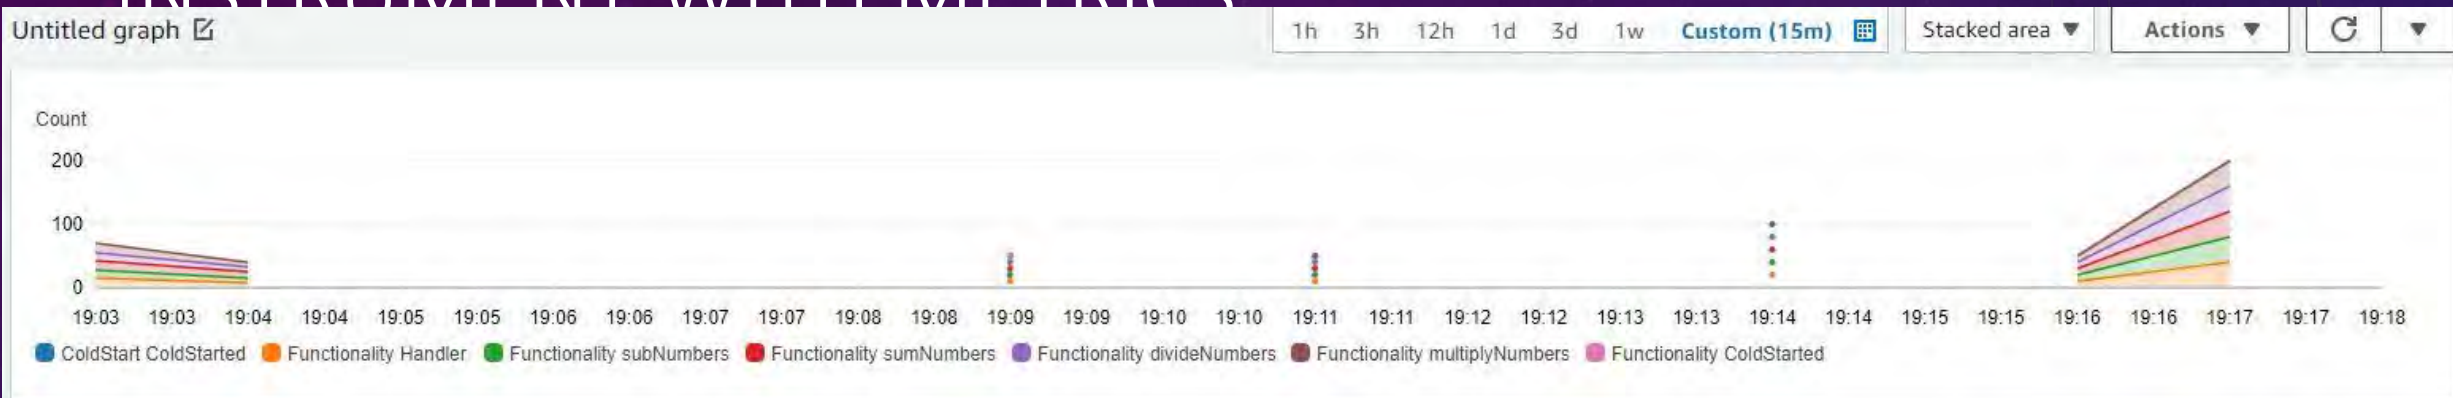 Untitled graph 1h 3h 12h 1d 3d 1w Custom (15m) Stacked area Actions
Count
200
100
0
19:03 19:03 19:04 19:04 19:05 19:05 19:06 19:06 19:07 19:07 19:08 19:08 19:09 19:09 19:10 19:10 19:11 19:11 19:12 19:12 19:13 19:13 19:14 19:14 19:15 19:15 19:16 19:16 19:17 19:17 19:18
ColdStart ColdStarted Functionality Handler Functionality subNumbers Functionality sumNumbers Functionality divideNumbers Functionality multiplyNumbers Functionality ColdStarted